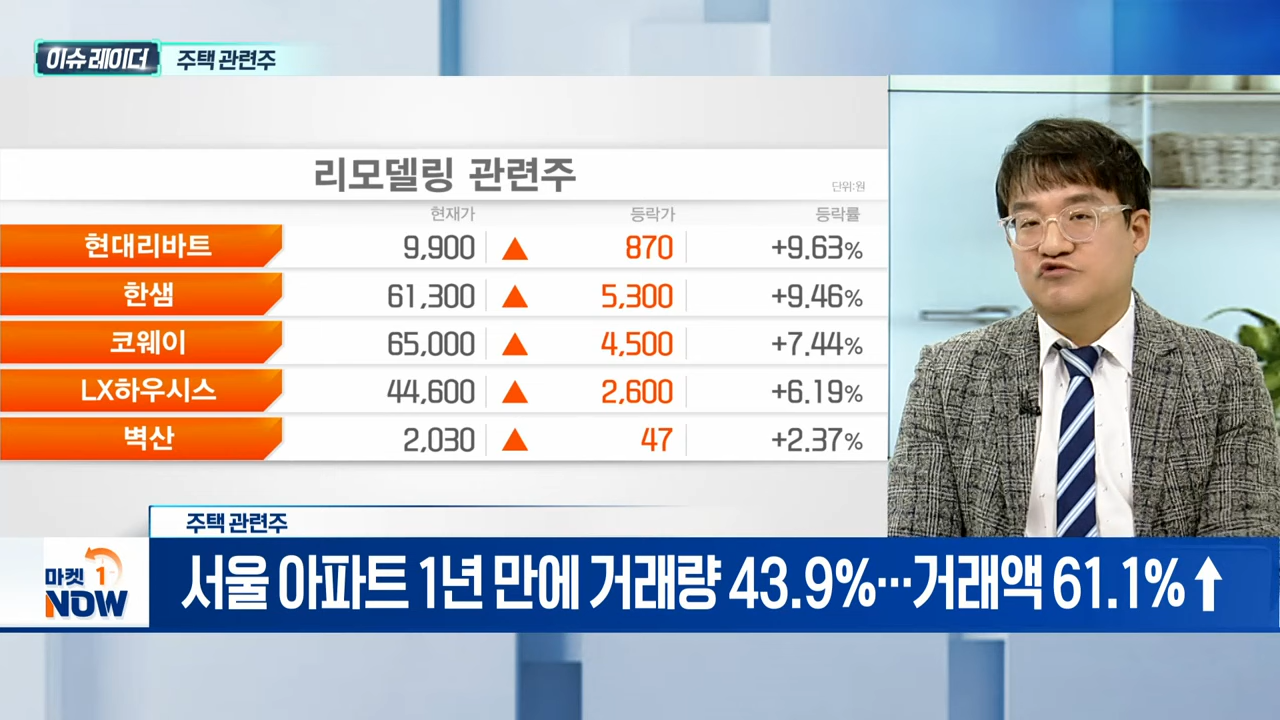 이슈 레이더 주택 관련주
리모델링 관련주
단위:원
현재가 등락가 등락률
현대리바트 9,900 ▲ 870 +9.63%
한샘 61,300 ▲ 5,300 +9.46%
코웨이 65,000 ▲ 4,500 +7.44%
LX하우시스 44,600 ▲ 2,600 +6.19%
벽산 2,030 ▲ 47 +2.37%
주택 관련주
마켓 1
NOW
서울 아파트 1년 만에 거래량 43.9%···거래액 61.1%↑